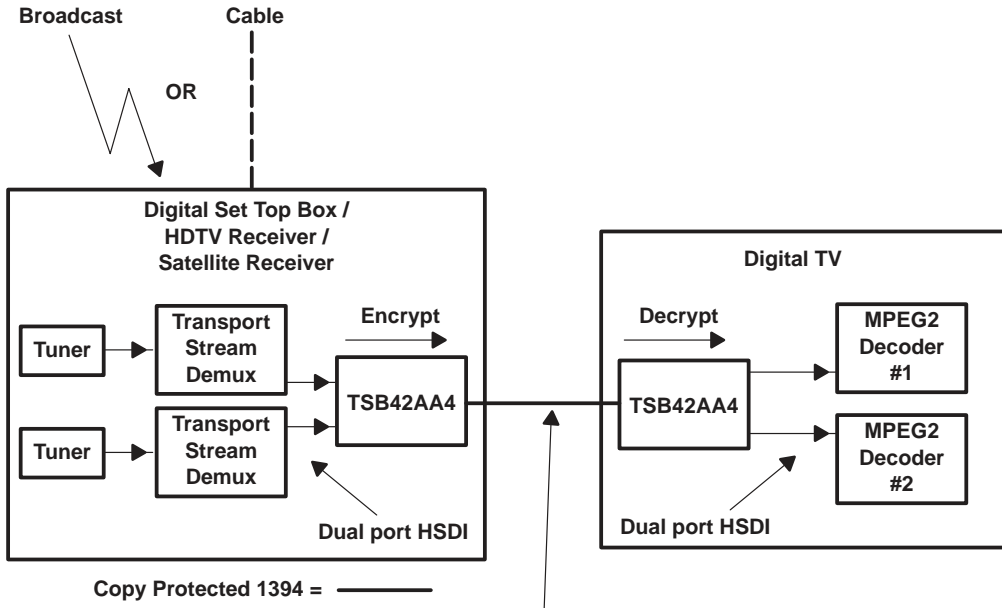 Broadcast
Cable
OR
Digital Set Top Box /
HDTV Receiver /
Satellite Receiver
Digital TV
Tuner
Transport
Stream
Demux
Encrypt
TSB42AA4
Tuner
Transport
Stream
Demux
Dual port HSDI
Decrypt
TSB42AA4
MPEG2
Decoder
#1
MPEG2
Decoder
#2
Dual port HSDI
Copy Protected 1394 =